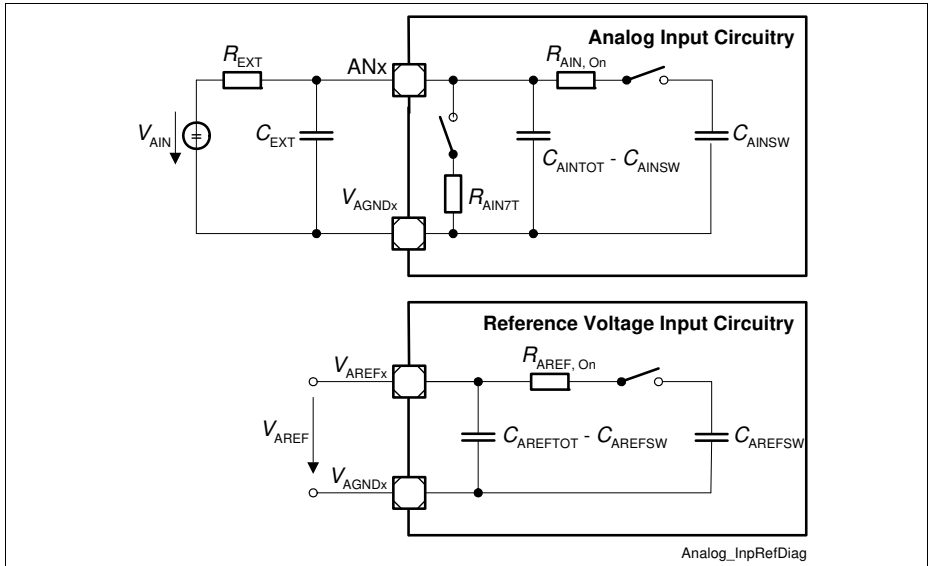 Analog Input Circuitry
REXT
ANx
RAIN, On
VAIN
CEXT
CAINTOT - CAINSW
CAINSW
VAGNDx
RAIN7T
Reference Voltage Input Circuitry
VAREFx
RAREF, On
VAREF
CAREFTOT - CAREFSW
CAREFSW
VAGNDx
Analog_InpRefDiag